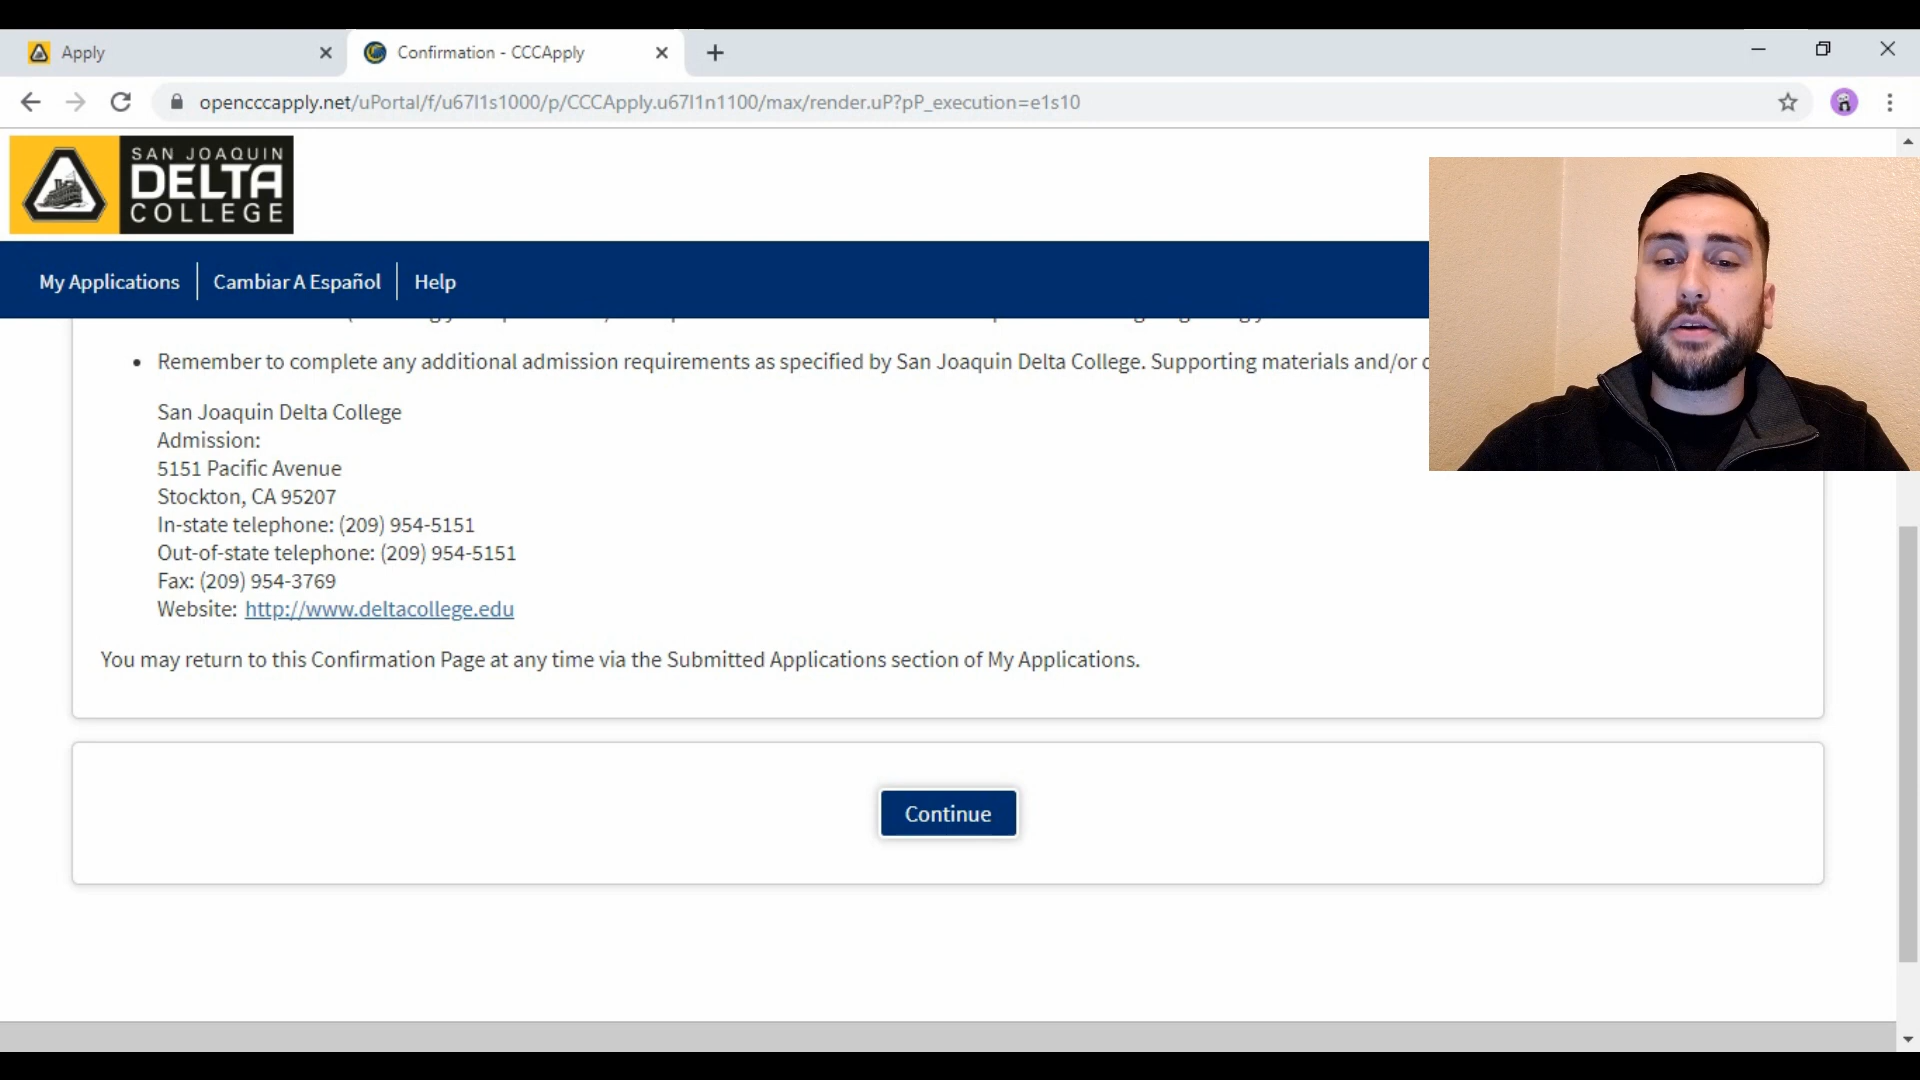 Apply
Confirmation - CCCApply
opencccapply.net/uPortal/f/u67l1s1000/p/CCCApply.u67l1n1100/max/render.uP?pP_execution=e1s10
SAN JOAQUIN
DELTA
COLLEGE
My Applications
Cambiar A Español
Help
• Remember to complete any additional admission requirements as specified by San Joaquin Delta College. Supporting materials and/or
San Joaquin Delta College
Admission:
5151 Pacific Avenue
Stockton, CA 95207
In-state telephone: (209) 954-5151
Out-of-state telephone: (209) 954-5151
Fax: (209) 954-3769
Website: http://www.deltacollege.edu
You may return to this Confirmation Page at any time via the Submitted Applications section of My Applications.
Continue